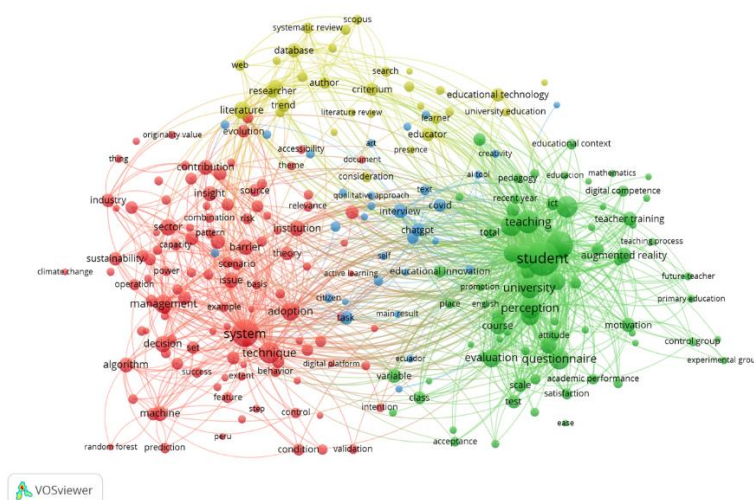 scopus
systematic review
database
web
search
author
researcher
criterium
educational technology
trend
learner
literature
literature review
university education
evolution
educator
originality value
art
presence
educational context
accessibility
creativity
thing
theme
document
contribution
consideration
ai tool
pedagogy
educacion
mathematics
insight
source
qualitative approach
text
recent year
digital competence
industry
combination
risk
relevance
interview
covid
ict
sector
pattern
institution
teaching
teacher training
chatgpt
total
capacity
barrier
teaching process
sustainability
scenario
theory
self
student
augmented reality
climate change
power
issue
basis
active learning
educational innovation
future teacher
operation
citizen
promotion
university
management
example
place
english
primary education
adoption
task
main result
perception
system
course
attitude
motivation
decision
set
control group
technique
ecuador
evaluation
questionnaire
experimental grou
algorithm
success
behavior
digital platform
variable
extent
scale
academic performance
feature
class
test
satisfaction
machine
step
control
intention
ease
peru
acceptance
random forest
prediction
condition
validation
VOSviewer